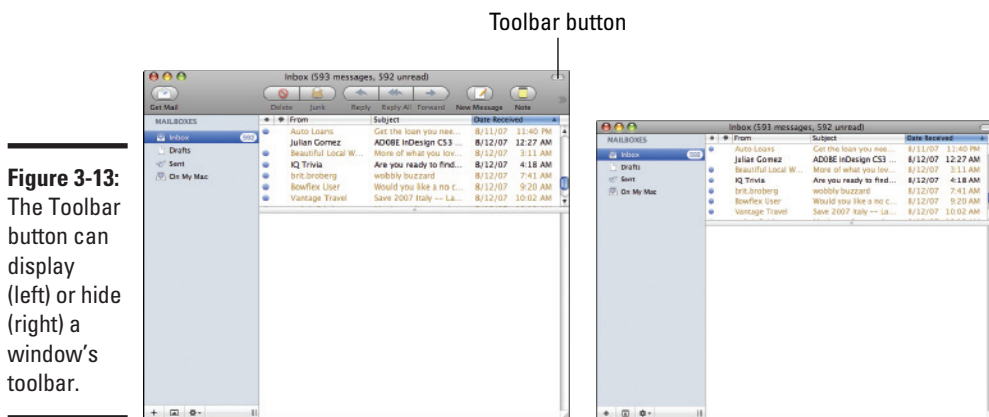 Toolbar button
Figure 3-13:
The Toolbar
button can
display
(left) or hide
(right) a
window's
toolbar.
Inbox (593 messages, 592 unread)
Get Mail Delete Junk Reply Reply All Forward New Message Note
MAILBOXES
Inbox 592
Drafts
Sent
On My Mac
From Subject Date Received
Auto Loans Get the loan you nee... 8/11/07 11:40 PM
Julian Gomez ADOBE InDesign CS3 ... 8/12/07 12:27 AM
Beautiful Local W... More of what you lov... 8/12/07 3:11 AM
IQ Trivia Are you ready to find... 8/12/07 4:18 AM
brit.broberg wobbly buzzard 8/12/07 7:41 AM
Bowflex User Would you like a no c... 8/12/07 9:20 AM
Vantage Travel Save 2007 Italy -- La... 8/12/07 10:02 AM
Inbox (593 messages, 592 unread)
MAILBOXES
Inbox
Drafts
Sent
On My Mac
From Subject Date Received
Auto Loans Get the loan you nee... 8/11/07 11:40 PM
Julian Gomez ADOBE InDesign CS3 ... 8/12/07 12:27 AM
Beautiful Local W... More of what you lov... 8/12/07 3:11 AM
IQ Trivia Are you ready to find... 8/12/07 4:18 AM
brit.broberg wobbly buzzard 8/12/07 7:41 AM
Bowflex User Would you like a no c... 8/12/07 9:20 AM
Vantage Travel Save 2007 Italy -- La... 8/12/07 10:02 AM